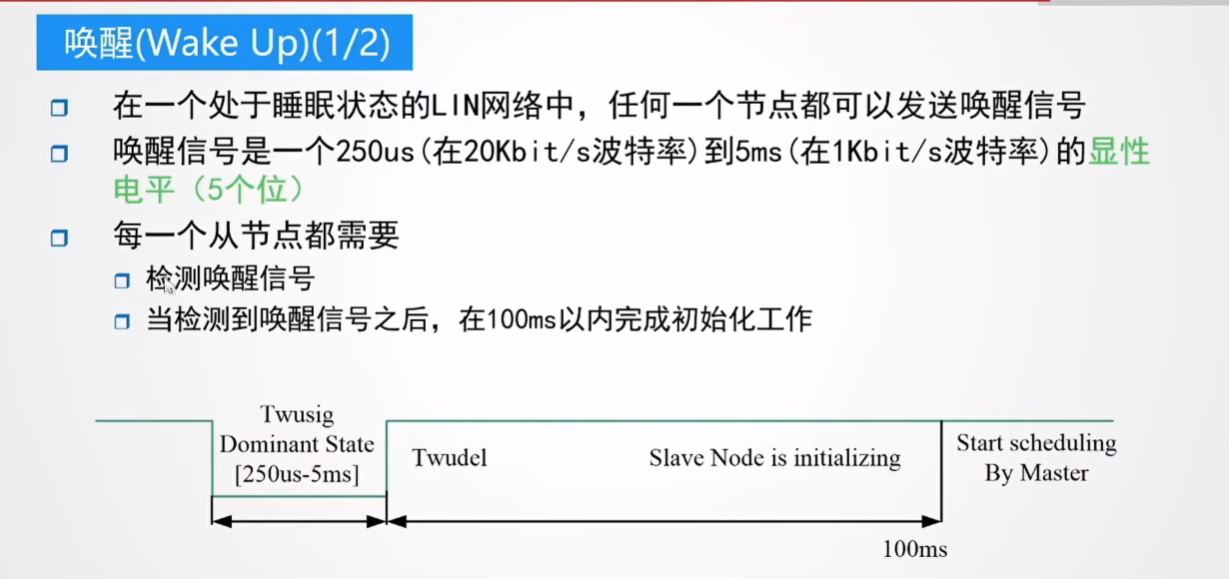 唤醒(Wake Up)(1/2)
在一个处于睡眠状态的LIN网络中，任何一个节点都可以发送唤醒信号
唤醒信号是一个250us(在20Kbit/s波特率)到5ms(在1Kbit/s波特率)的显性
电平（5个位）
每一个从节点都需要
检测唤醒信号
当检测到唤醒信号之后，在100ms以内完成初始化工作
Twusig
Dominant State
[250us-5ms]
Twudel
Slave Node is initializing
Start scheduling
By Master
100ms